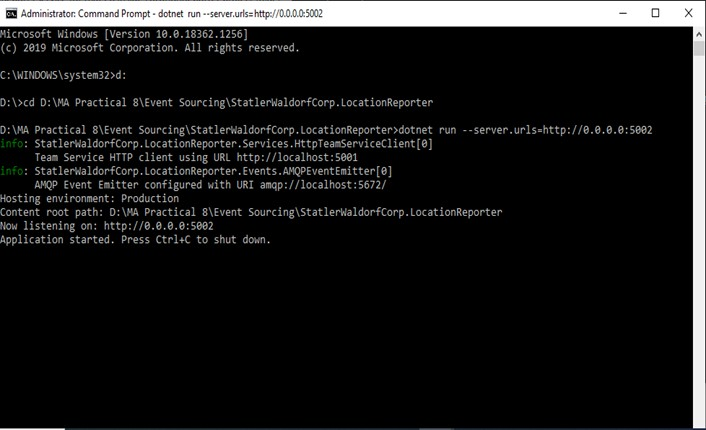 Administrator: Command Prompt - dotnet run --server.urls=http://0.0.0.0:5002
Microsoft Windows [Version 10.0.18362.1256]
(c) 2019 Microsoft Corporation. All rights reserved.
C:\WINDOWS\system32>d:
D:\>cd D:\MA Practical 8\Event Sourcing\StatlerWaldorfCorp.LocationReporter
D:\MA Practical 8\Event Sourcing\StatlerWaldorfCorp.LocationReporter>dotnet run --server.urls=http://0.0.0.0:5002
info: StatlerWaldorfCorp.LocationReporter.Services.HttpTeamServiceClient[0]
Team Service HTTP client using URL http://localhost:5001
info: StatlerWaldorfCorp.LocationReporter.Events.AMQPEventEmitter[0]
AMQP Event Emitter configured with URI amqp://localhost:5672/
Hosting environment: Production
Content root path: D:\MA Practical 8\Event Sourcing\StatlerWaldorfCorp.LocationReporter
Now listening on: http://0.0.0.0:5002
Application started. Press Ctrl+C to shut down.